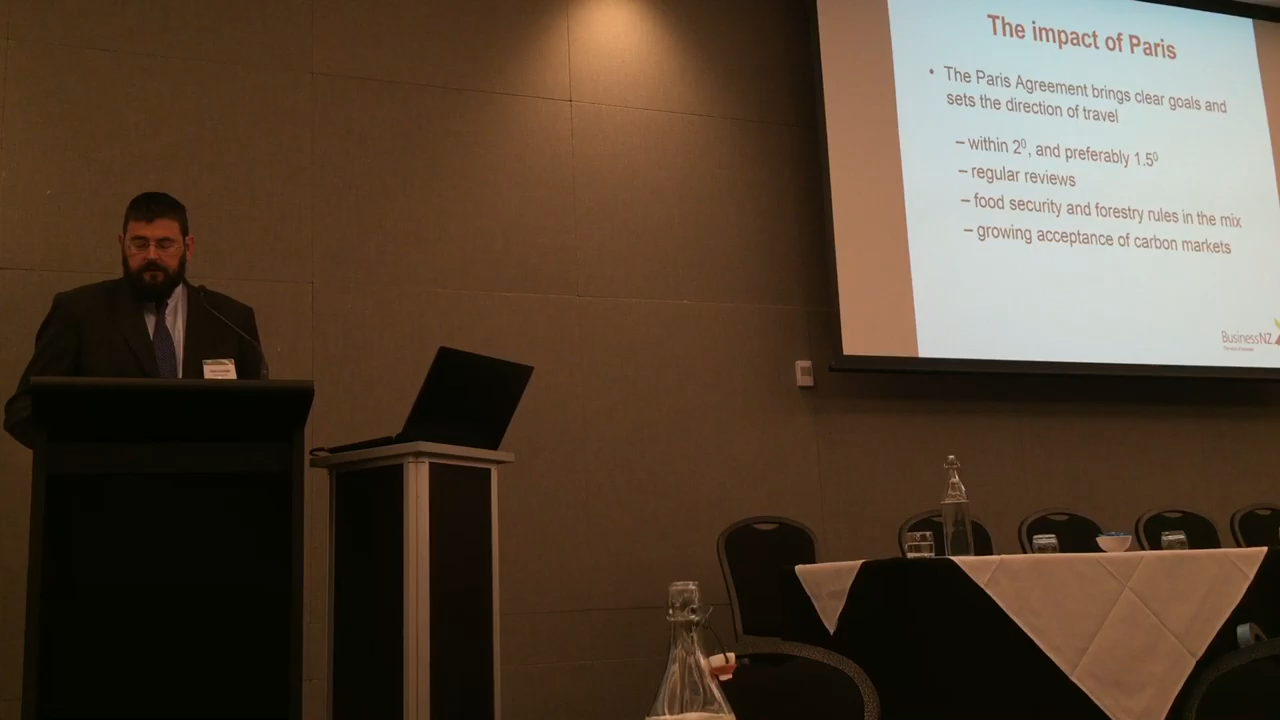 The impact of Paris
• The Paris Agreement brings clear goals and
sets the direction of travel
– within 2⁰, and preferably 1.5⁰
– regular reviews
– food security and forestry rules in the mix
– growing acceptance of carbon markets
BusinessNZ